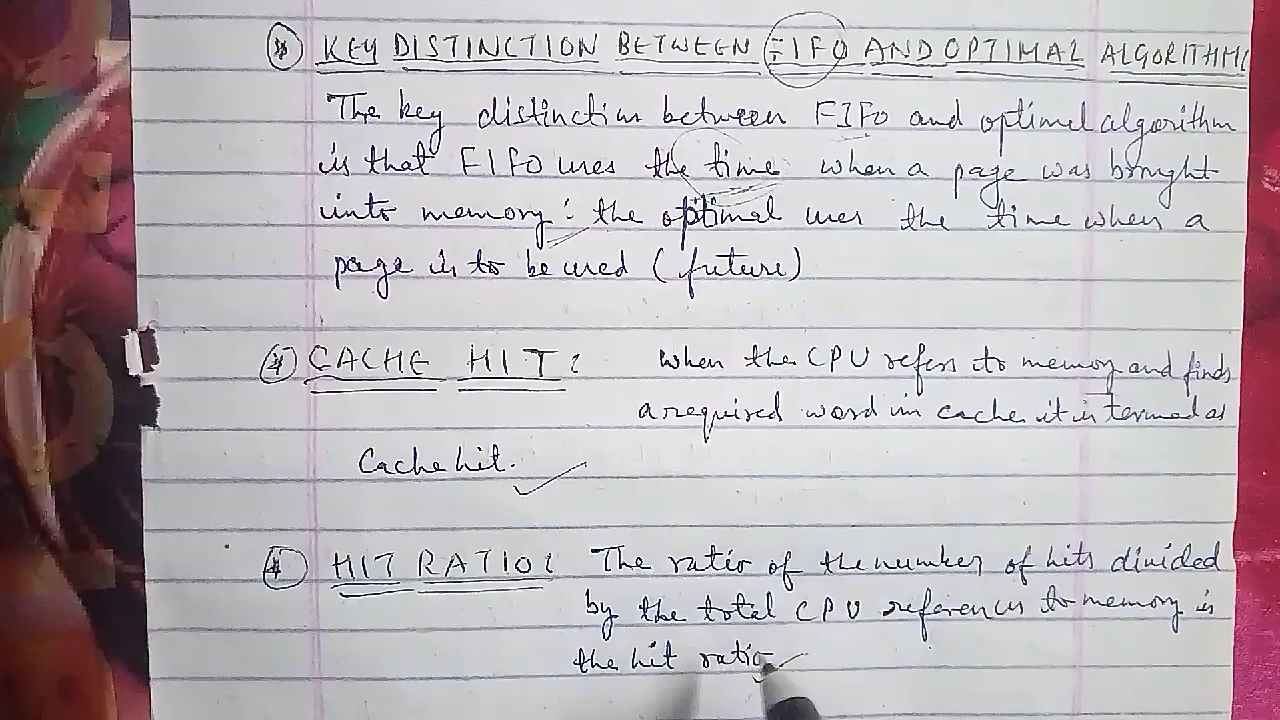 KEY DISTINCTION BETWEEN FIFO AND OPTIMAL ALGORITHMS
The key distinction between FIFO and optimal algorithm
is that FIFO uses the time when a page was brought
into memory: the optimal uses the time when a
page is to be used (future)
CACHE HIT: when the CPU refers to memory and finds
a required word in cache it is termed as
Cache hit.
HIT RATIO: The ratio of the number of hits divided
by the total CPU references to memory is
the hit ratio